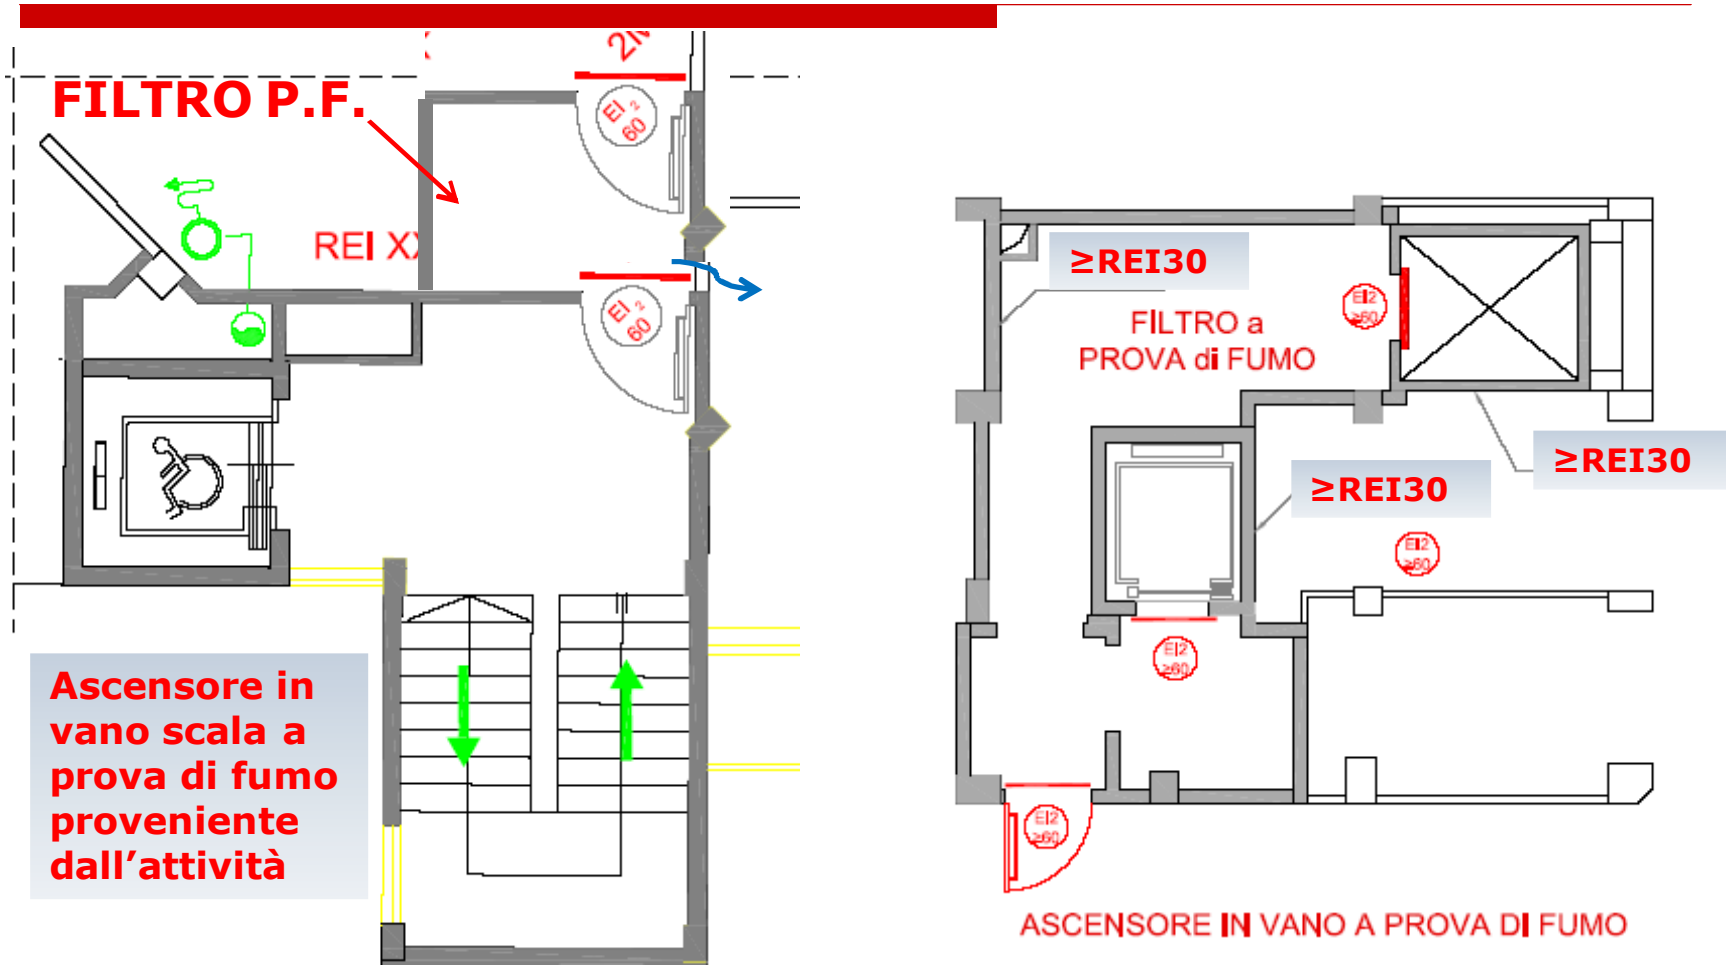 FILTRO P.F.
EI 2
60
REI XX
EI 2
60
Ascensore in
vano scala a
prova di fumo
proveniente
dall’attività
≥REI30
FILTRO a
PROVA di FUMO
EI2
≥60
≥REI30
≥REI30
EI2
≥60
EI2
≥60
EI2
≥60
ASCENSORE IN VANO A PROVA DI FUMO